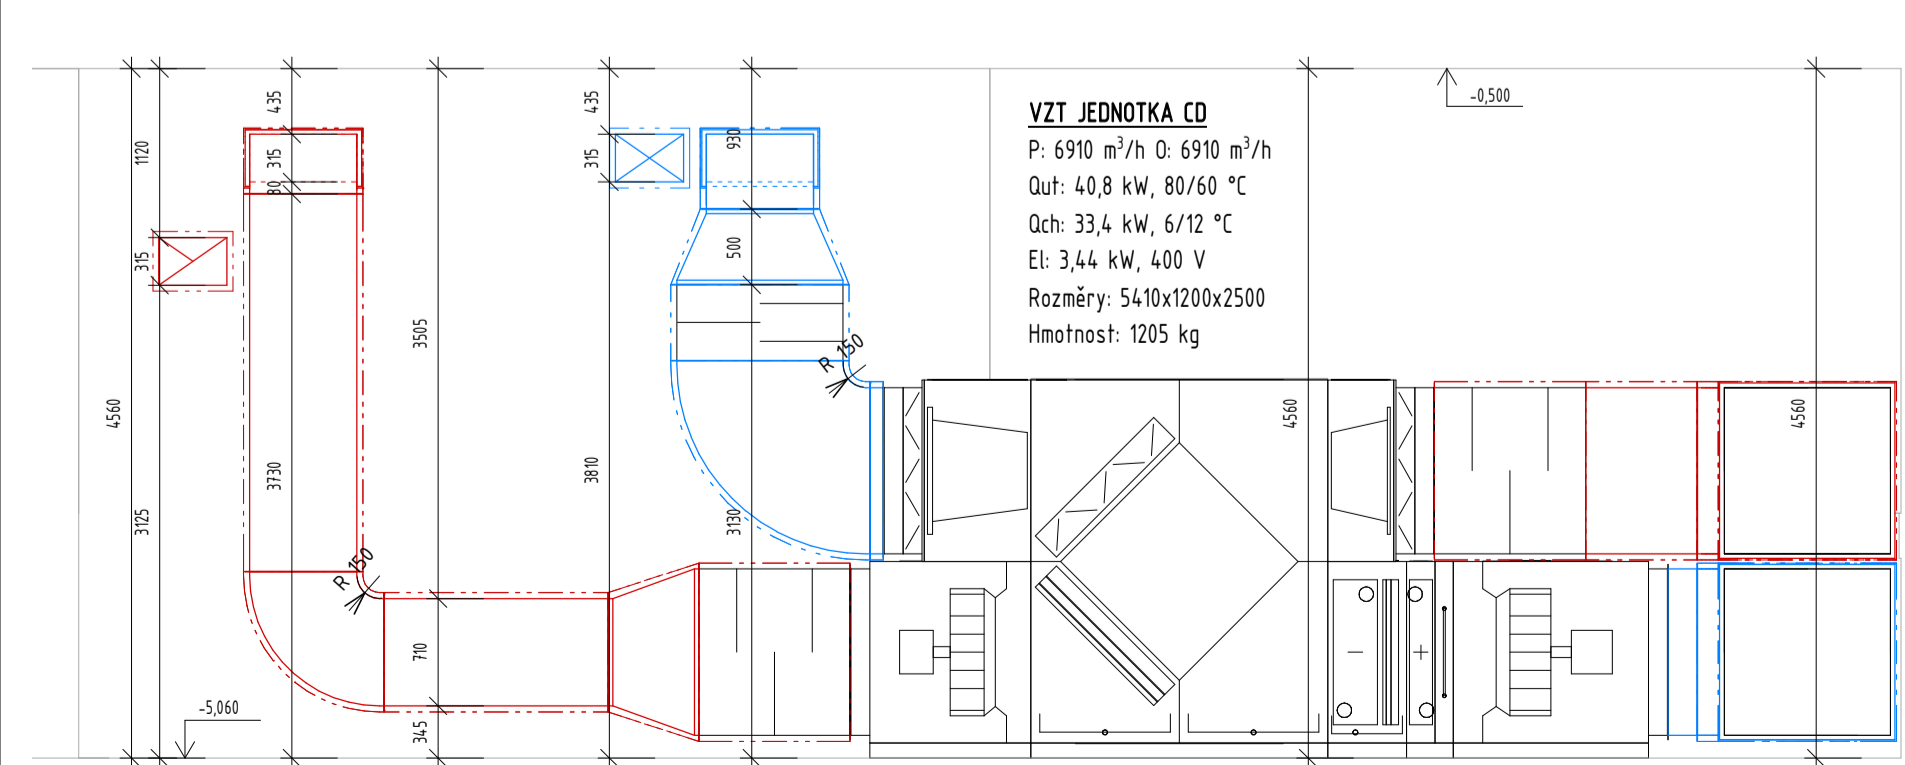 VZT JEDNOTKA CD
P: 6910 m³/h O: 6910 m³/h
Qut: 40,8 kW, 80/60 °C
Qch: 33,4 kW, 6/12 °C
El: 3,44 kW, 400 V
Rozměry: 5410x1200x2500
Hmotnost: 1205 kg
-0,500
-5,060
4560
1120
315
3125
435
315
80
3730
R 150
3505
710
345
435
315
3810
930
500
3130
R 150
4560
4560